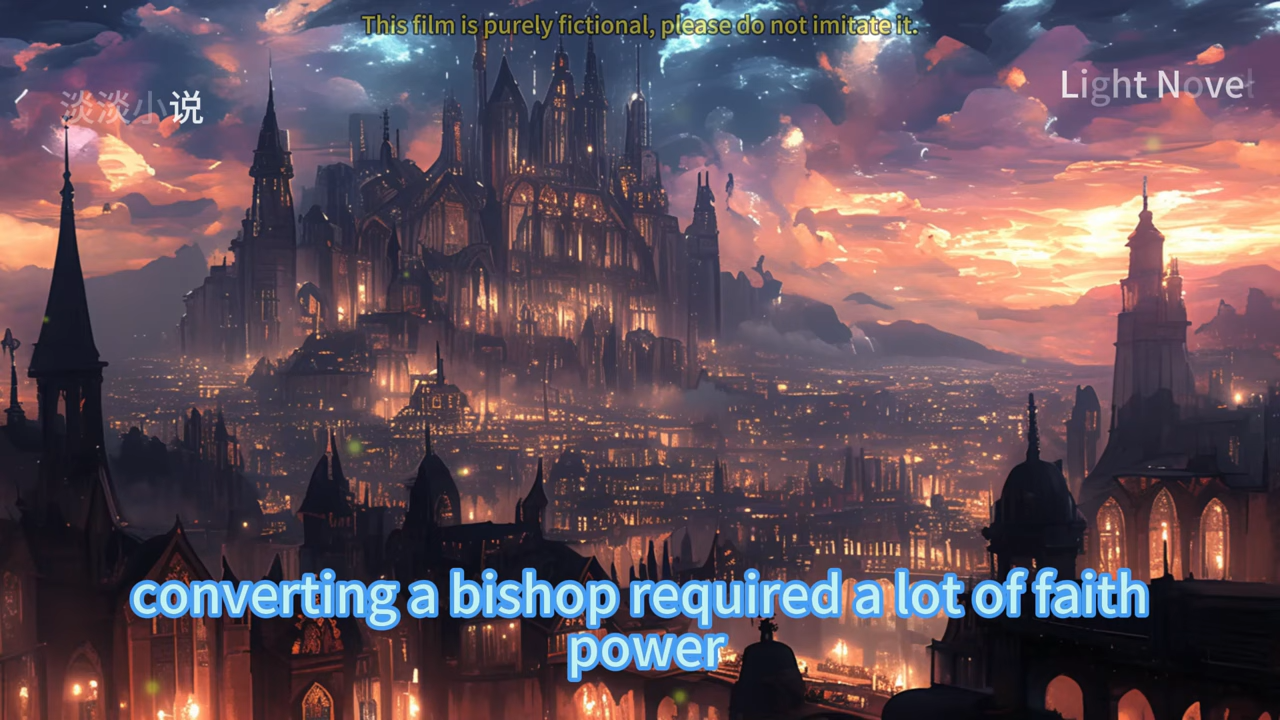 This film is purely fictional, please do not imitate it.
淡淡小说
Light Novel
converting a bishop required a lot of faith
power